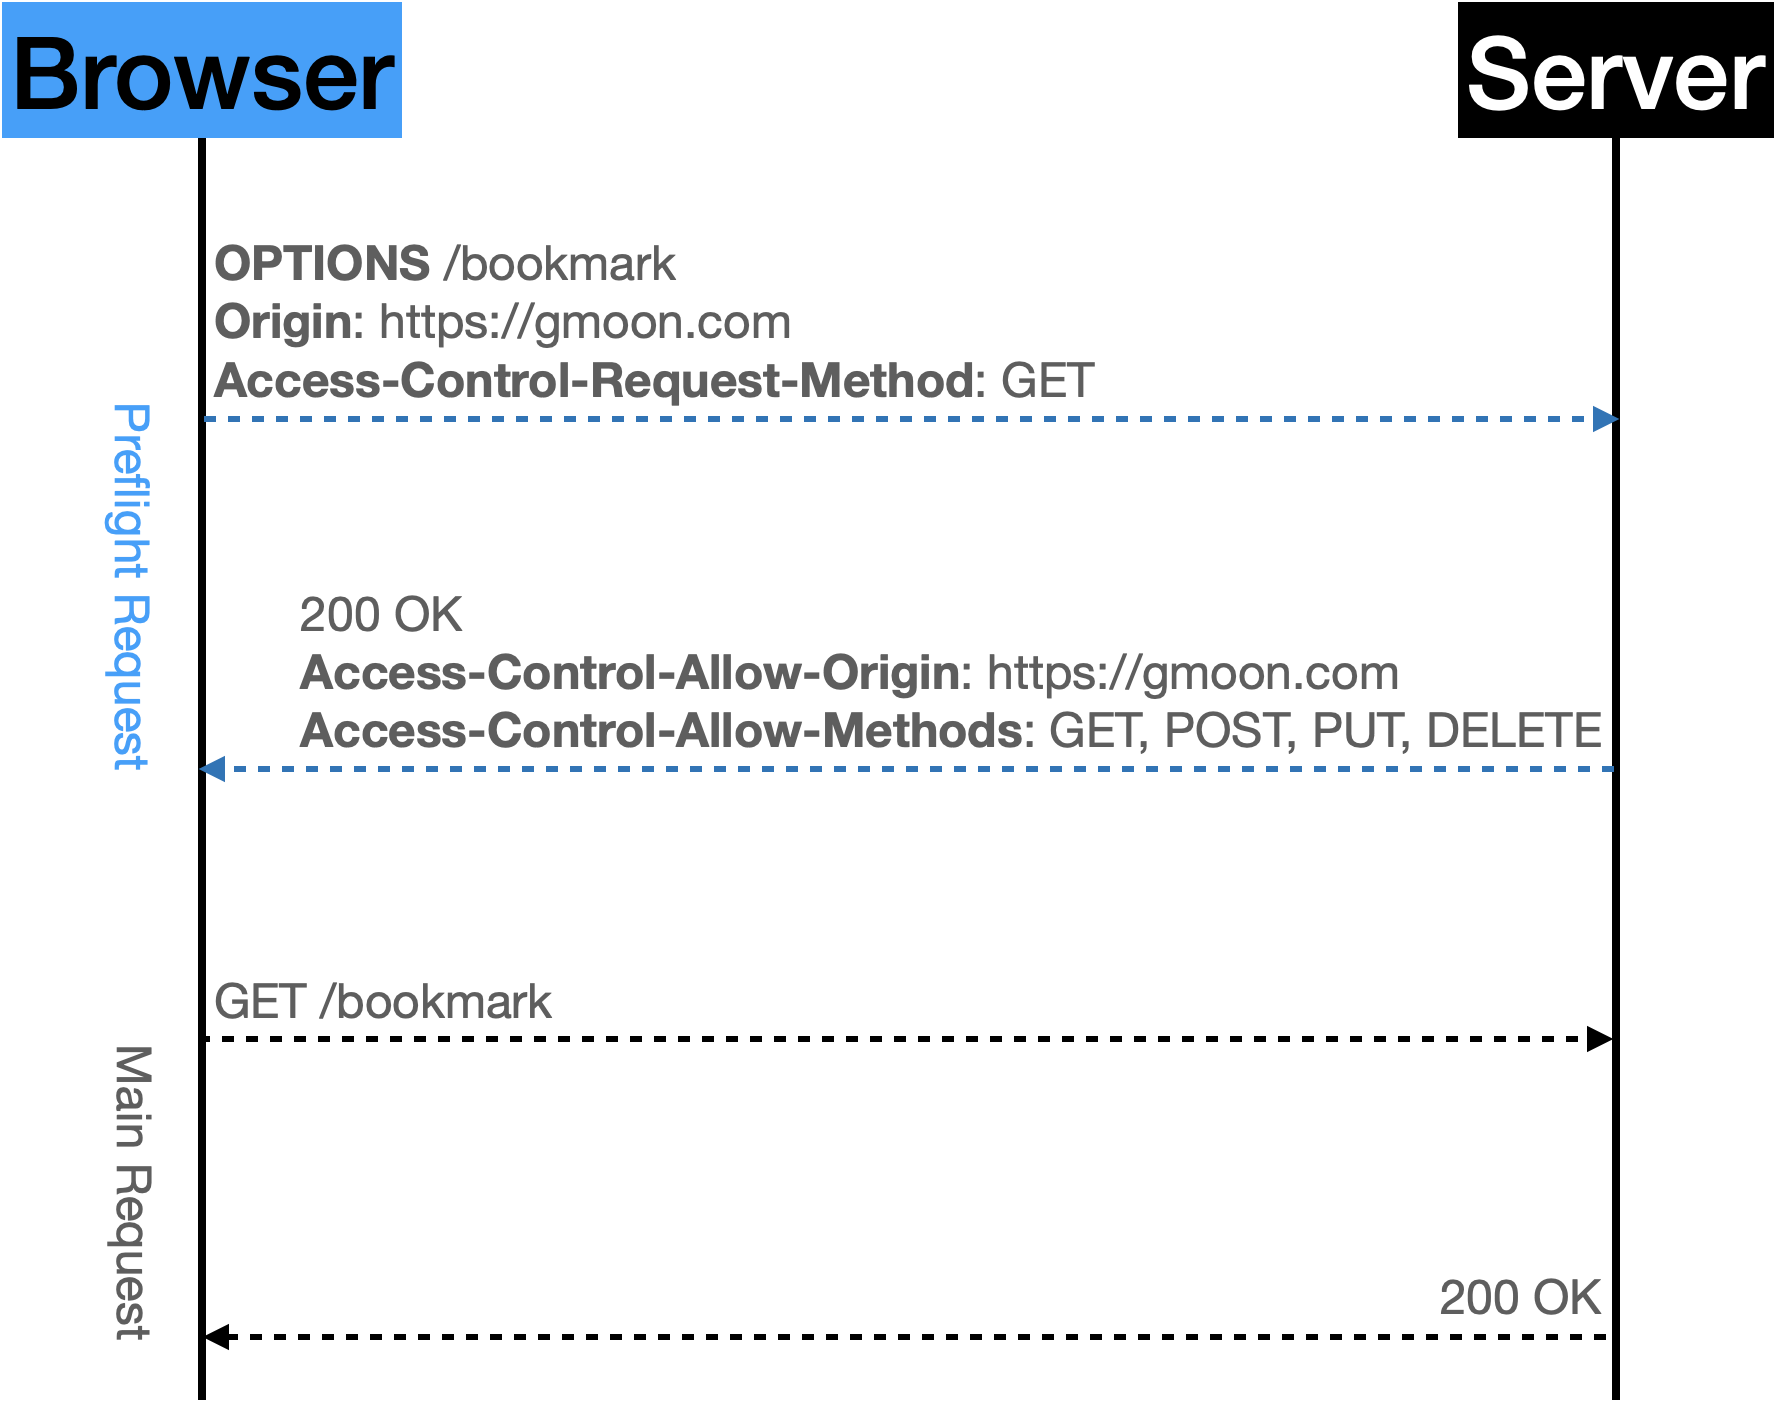 Browser
Server
OPTIONS /bookmark
Origin: https://gmoon.com
Access-Control-Request-Method: GET
Preflight Request
200 OK
Access-Control-Allow-Origin: https://gmoon.com
Access-Control-Allow-Methods: GET, POST, PUT, DELETE
GET /bookmark
Main Request
200 OK